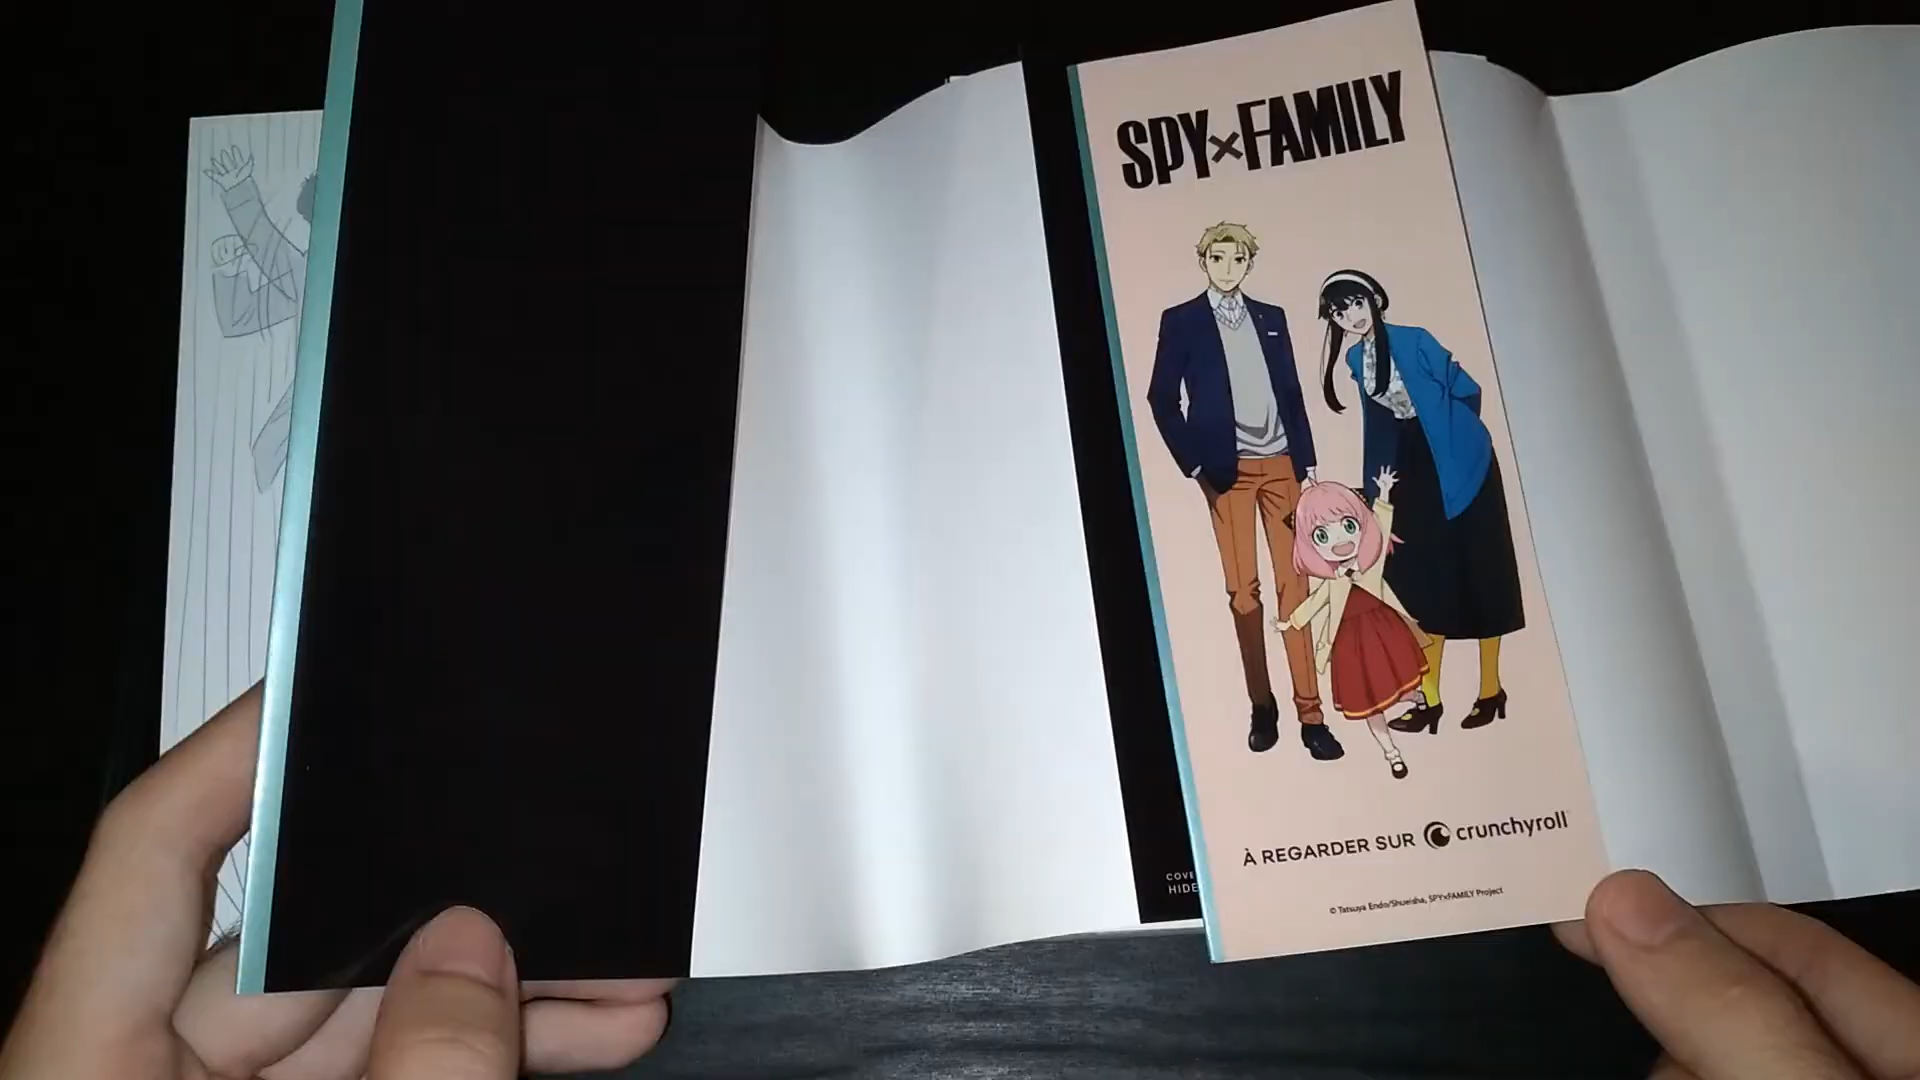 SPY×FAMILY
À REGARDER SUR crunchyroll
© Tatsuya Endo/Shueisha, SPY×FAMILY Project